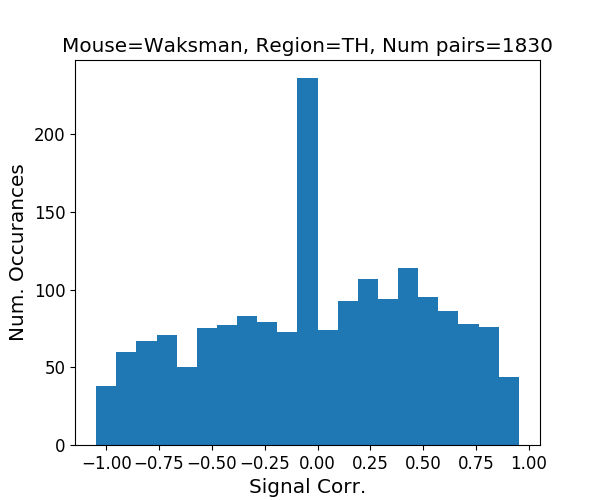 Mouse=Waksman, Region=TH, Num pairs=1830
Num. Occurances
200
150
100
50
0
−1.00 −0.75 −0.50 −0.25 0.00 0.25 0.50 0.75 1.00
Signal Corr.